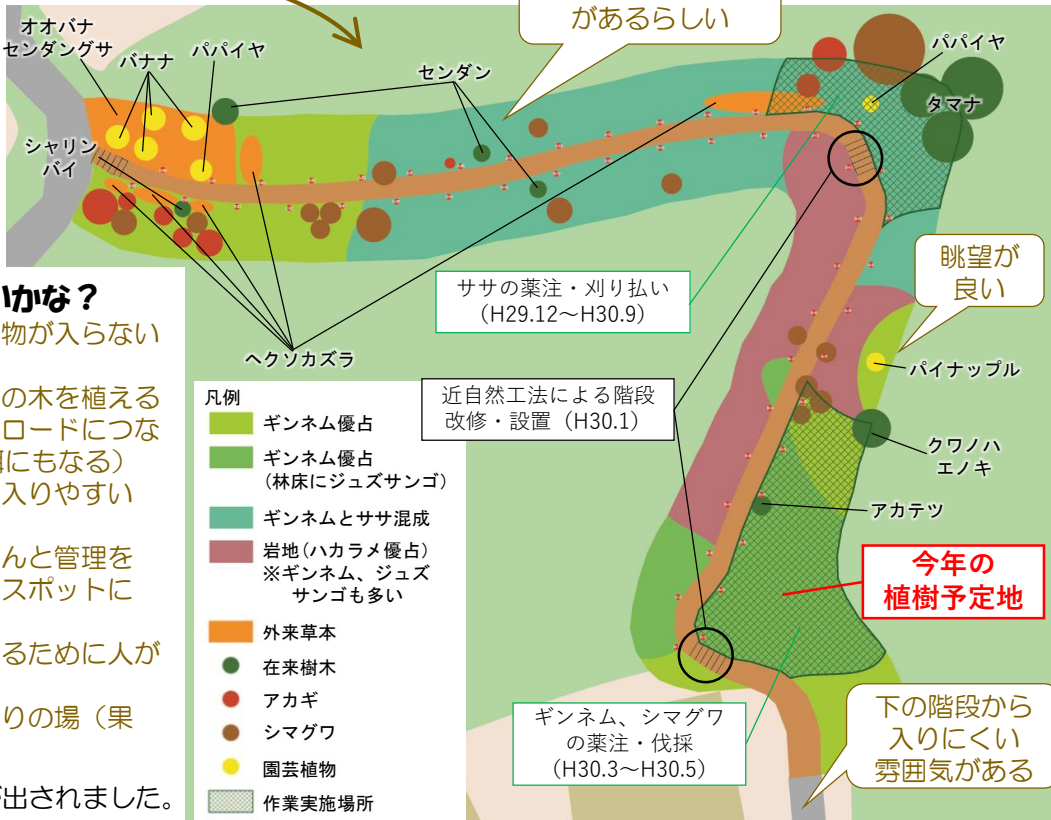 があるらしい
オオバナ
センダングサ
バナナ
パパイヤ
センダン
パパイヤ
タマナ
シャリン
バイ
ササの薬注・刈り払い
（H29.12～H30.9）
眺望が
良い
ヘクソカズラ
近自然工法による階段
改修・設置（H30.1）
パイナップル
クワノハ
エノキ
アカテツ
今年の
植樹予定地
かな？
物が入らない
の木を植える
ロードにつな
にもなる）
入りやすい
んと管理を
スポットに
るために人が
りの場（果
出されました。
凡例
ギンネム優占
ギンネム優占
（林床にジュズサンゴ）
ギンネムとササ混成
岩地（ハカラメ優占）
※ギンネム、ジュズ
サンゴも多い
外来草本
在来樹木
アカギ
シマグワ
園芸植物
作業実施場所
ギンネム、シマグワ
の薬注・伐採
（H30.3～H30.5）
下の階段から
入りにくい
雰囲気がある